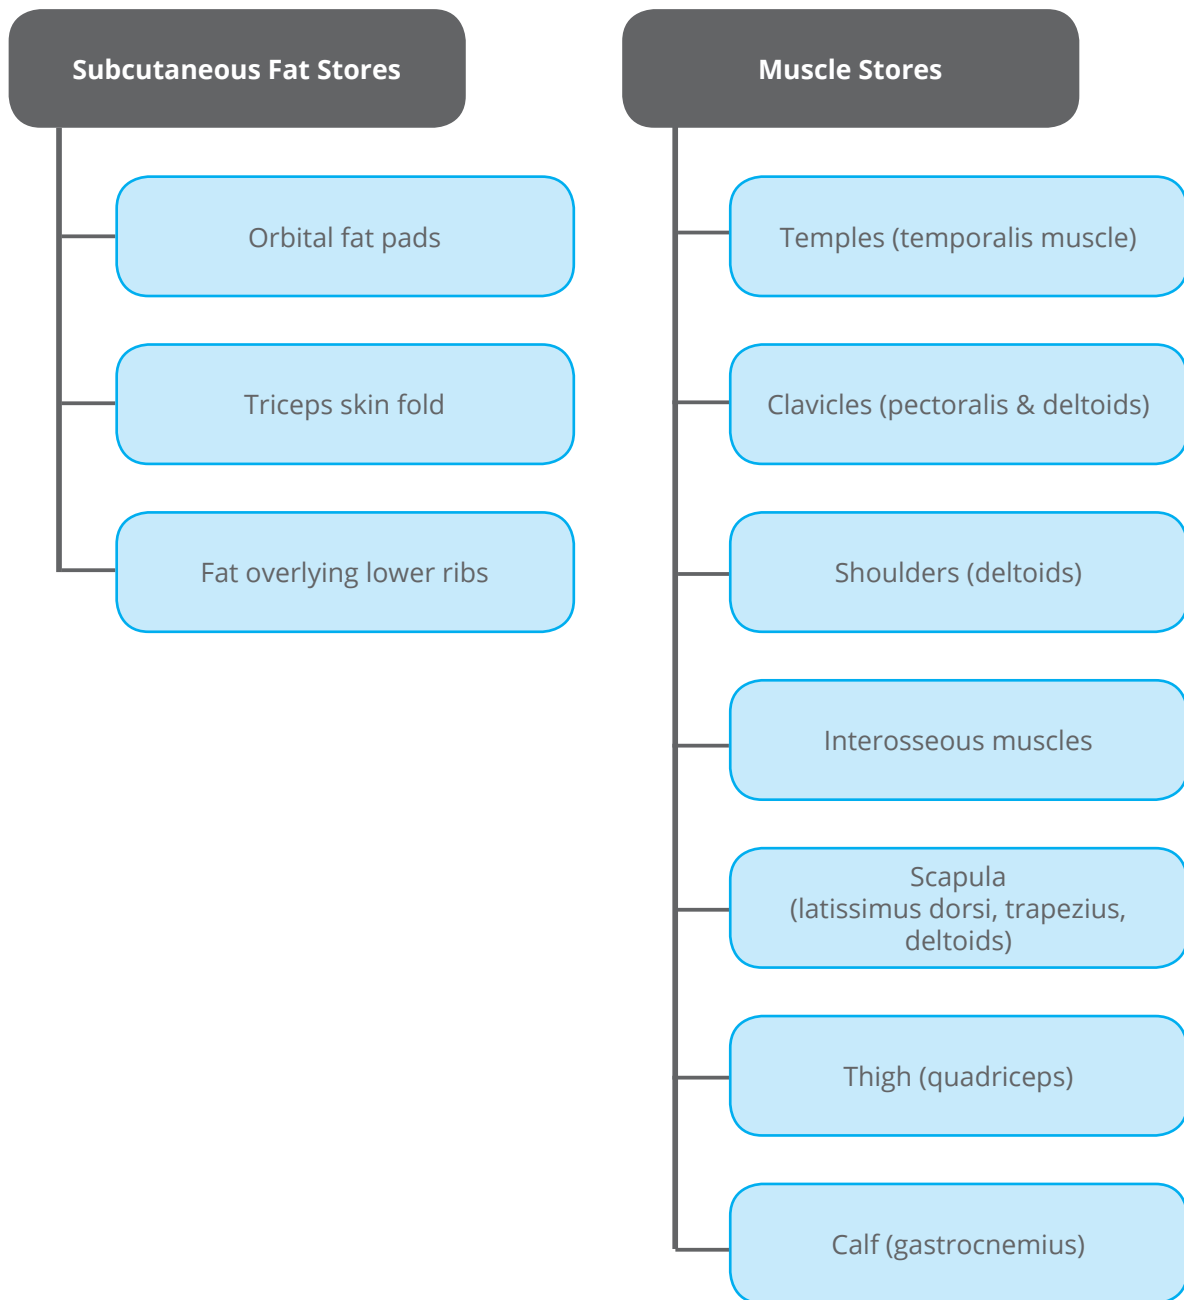 Subcutaneous Fat Stores
Orbital fat pads
Triceps skin fold
Fat overlying lower ribs
Muscle Stores
Temples (temporalis muscle)
Clavicles (pectoralis & deltoids)
Shoulders (deltoids)
Interosseous muscles
Scapula
(latissimus dorsi, trapezius,
deltoids)
Thigh (quadriceps)
Calf (gastrocnemius)